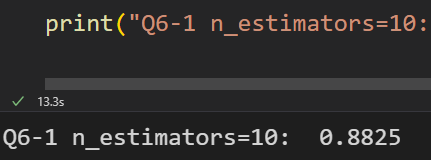 print("Q6-1 n_estimators=10:
13.3s
Q6-1 n_estimators=10:  0.8825